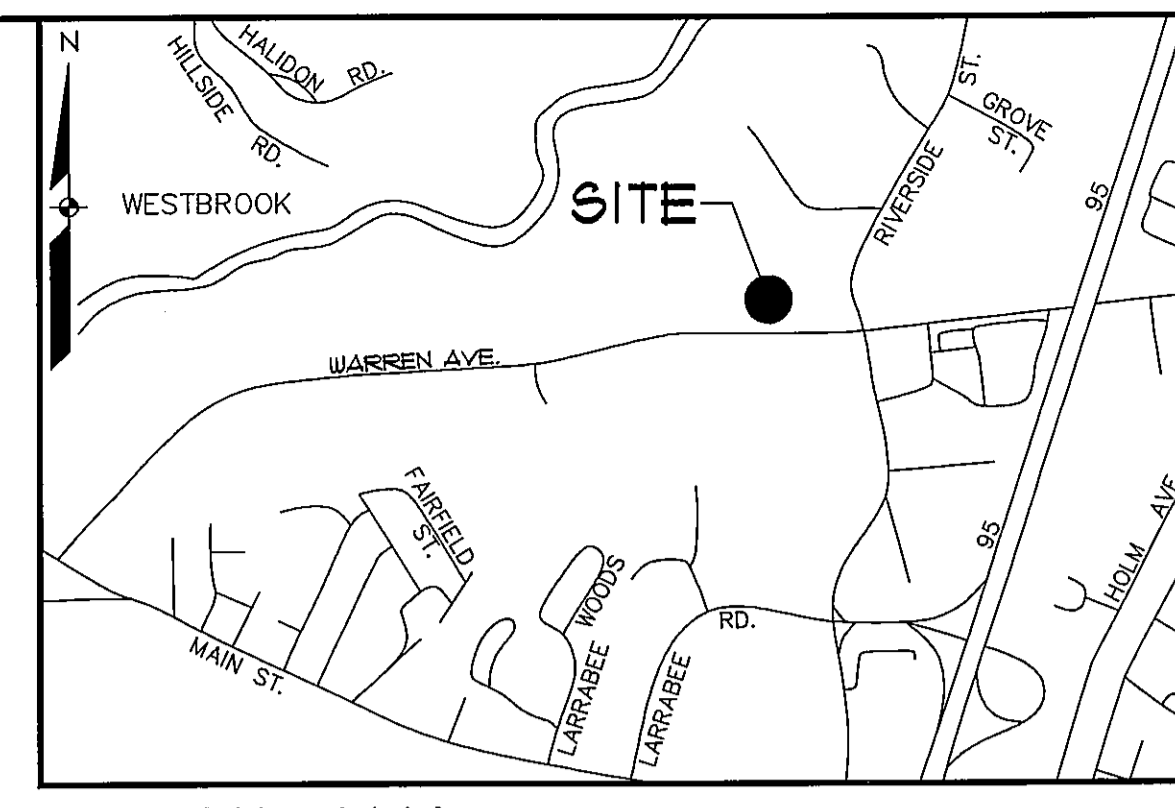 N
HALIDON RD.
HILLSIDE RD.
WESTBROOK
SITE
ST.
GROVE ST.
RIVERSIDE
95
WARREN AVE.
FAIRFIELD ST.
95
HOLM AVE
WOODS
LARRABEE
LARRABEE
RD.
MAIN ST.